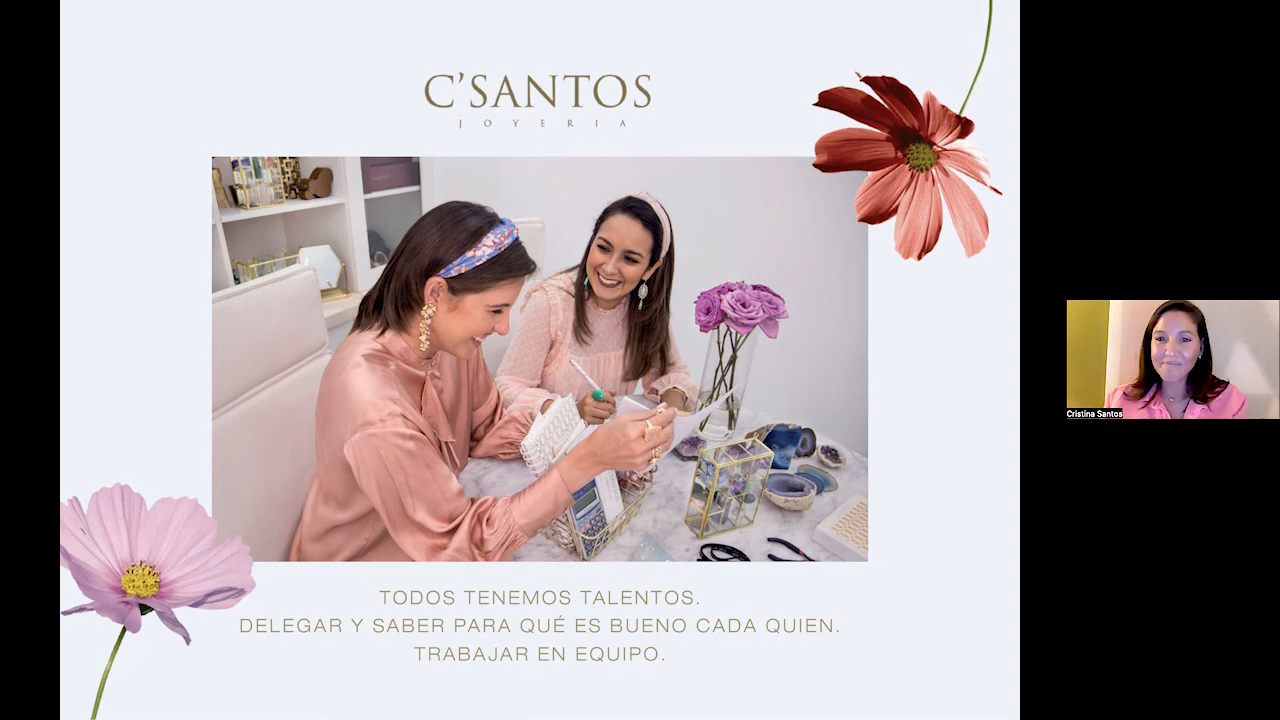 C'SANTOS
JOYERIA
TODOS TENEMOS TALENTOS.
DELEGAR Y SABER PARA QUÉ ES BUENO CADA QUIEN.
TRABAJAR EN EQUIPO.
Cristina Santos